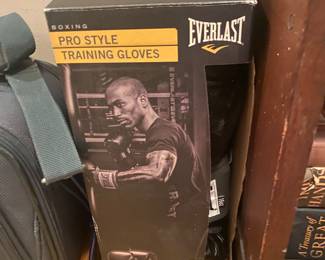 BOXING
PRO STYLE
TRAINING GLOVES
EVERLAST
A Treasury of
GREAT